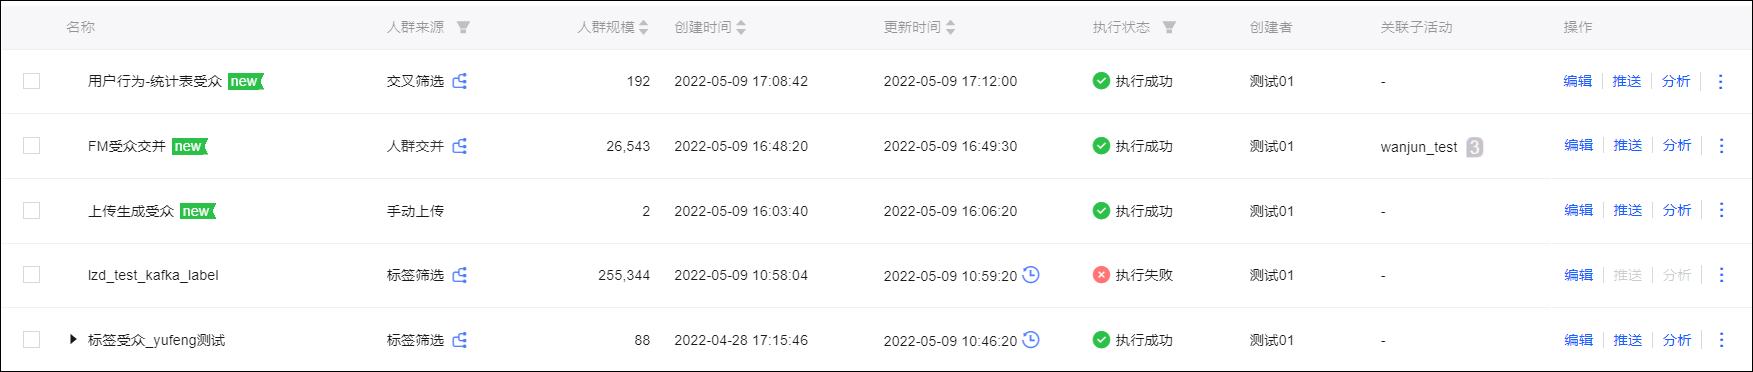 名称 人群来源 人群规模 创建时间 更新时间 执行状态 创建者 关联子活动 操作
用户行为-统计表受众 new 交叉筛选 192 2022-05-09 17:08:42 2022-05-09 17:12:00 执行成功 测试01 - 编辑 推送 分析
FM受众交并 new 人群交并 26,543 2022-05-09 16:48:20 2022-05-09 16:49:30 执行成功 测试01 wanjun_test 3 编辑 推送 分析
上传生成受众 new 手动上传 2 2022-05-09 16:03:40 2022-05-09 16:06:20 执行成功 测试01 - 编辑 推送 分析
lzd_test_kafka_label 标签筛选 255,344 2022-05-09 10:58:04 2022-05-09 10:59:20 执行失败 测试01 - 编辑 推送 分析
标签受众_yufeng测试 标签筛选 88 2022-04-28 17:15:46 2022-05-09 10:46:20 执行成功 测试01 - 编辑 推送 分析